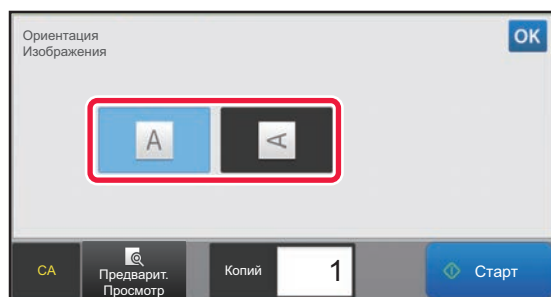 Ориентация
Изображения
OK
A
A
CA
Предварит.
Просмотр
Копий
1
Старт